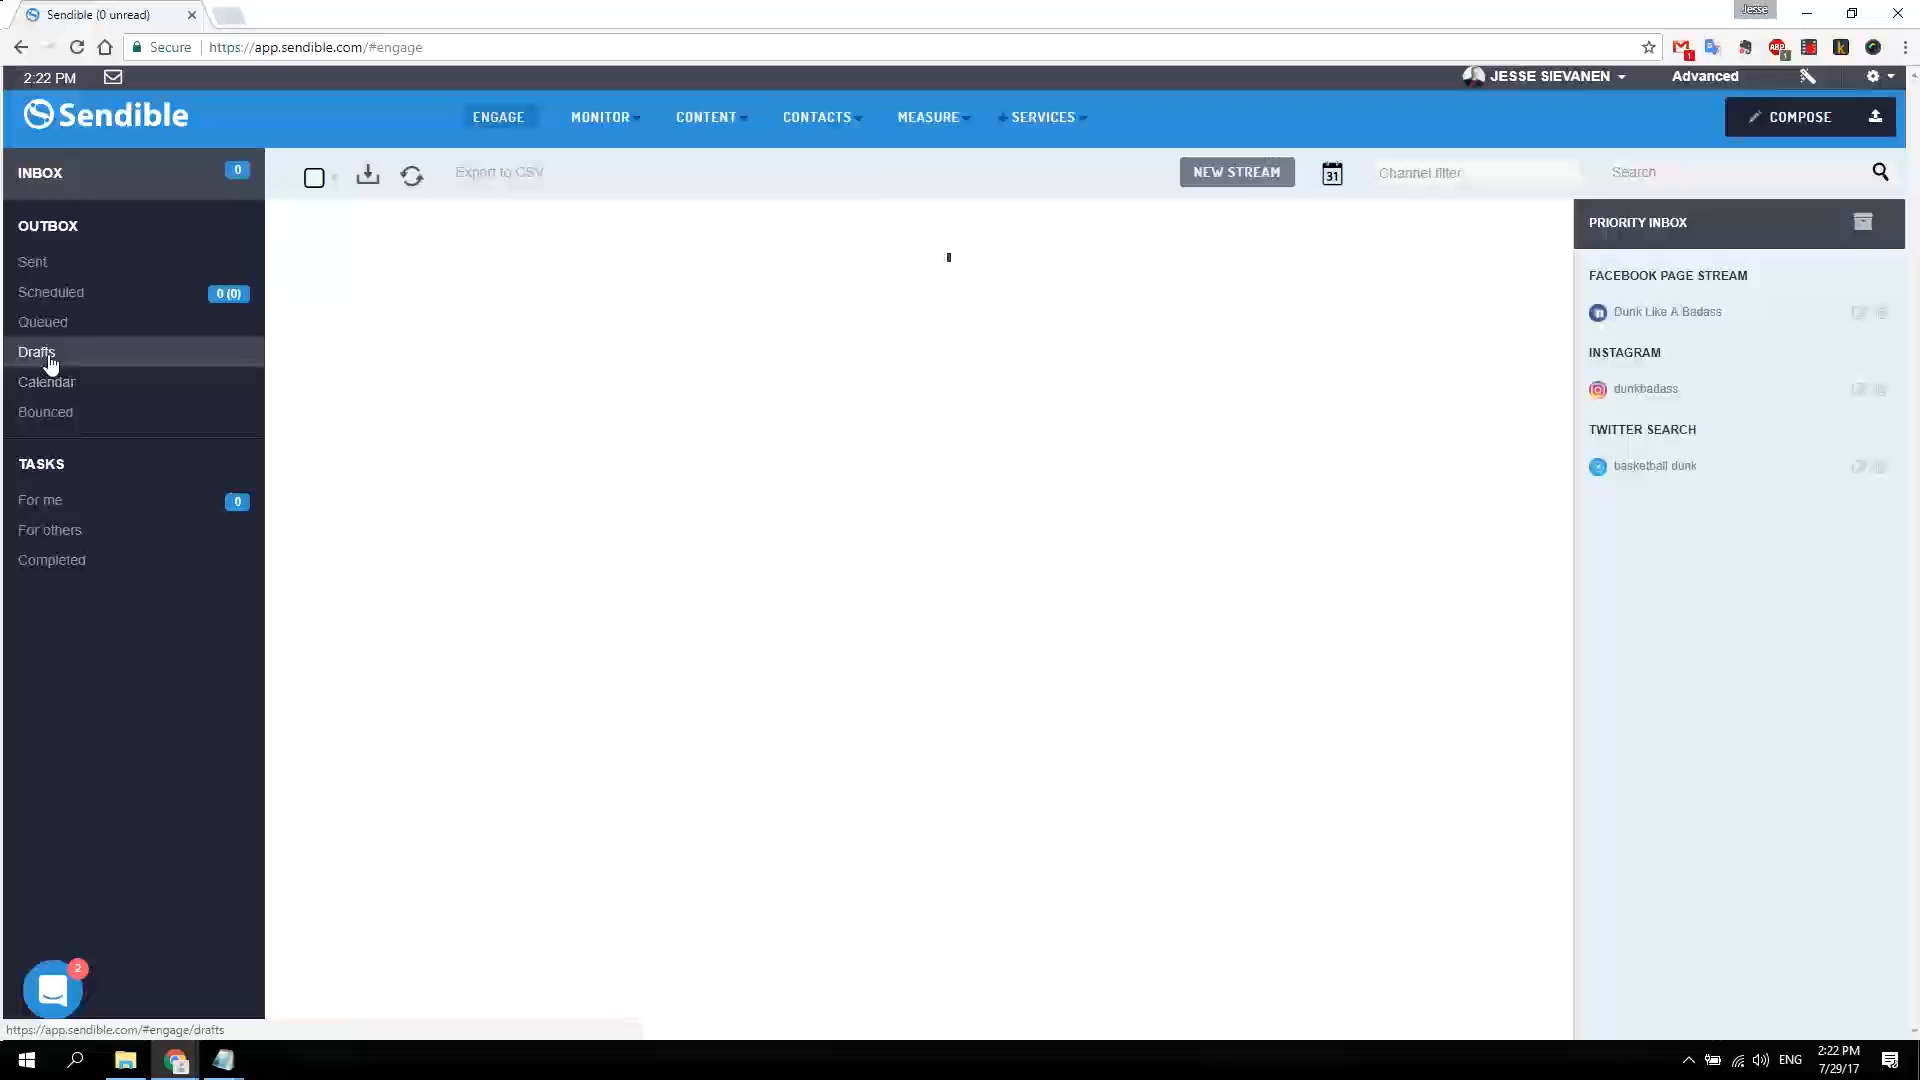 Sendible (0 unread)
Jesse
Secure https://app.sendible.com/#engage
2:22 PM
JESSE SIEVANEN
Advanced
Sendible
ENGAGE
MONITOR
CONTENT
CONTACTS
MEASURE
+ SERVICES
COMPOSE
INBOX 0
Export to CSV
NEW STREAM
31
Channel filter
Search
OUTBOX
Sent
Scheduled 0 (0)
Queued
Drafts
Calendar
Bounced
TASKS
For me 0
For others
Completed
PRIORITY INBOX
FACEBOOK PAGE STREAM
Dunk Like A Badass
INSTAGRAM
dunkbadass
TWITTER SEARCH
basketball dunk
2
https://app.sendible.com/#engage/drafts
ENG
2:22 PM
7/29/17